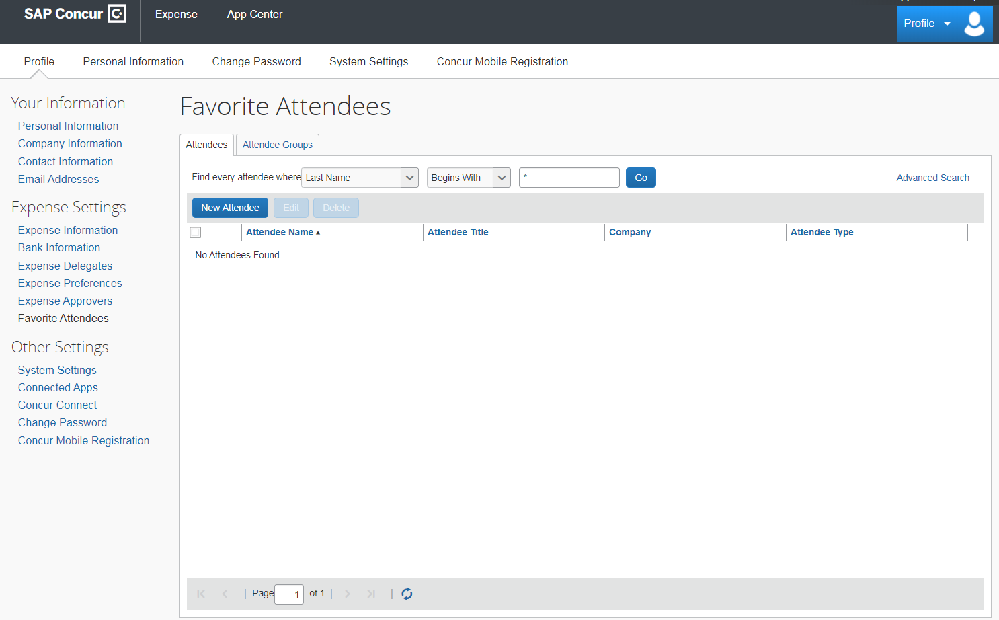 SAP Concur C
Expense
App Center
Profile
Profile
Personal Information
Change Password
System Settings
Concur Mobile Registration
Your Information
Personal Information
Company Information
Contact Information
Email Addresses
Expense Settings
Expense Information
Bank Information
Expense Delegates
Expense Preferences
Expense Approvers
Favorite Attendees
Other Settings
System Settings
Connected Apps
Concur Connect
Change Password
Concur Mobile Registration
Favorite Attendees
Attendees
Attendee Groups
Find every attendee where Last Name Begins With * Go
Advanced Search
New Attendee Edit Delete
Attendee Name Attendee Title Company Attendee Type
No Attendees Found
| Page 1 of 1 | |